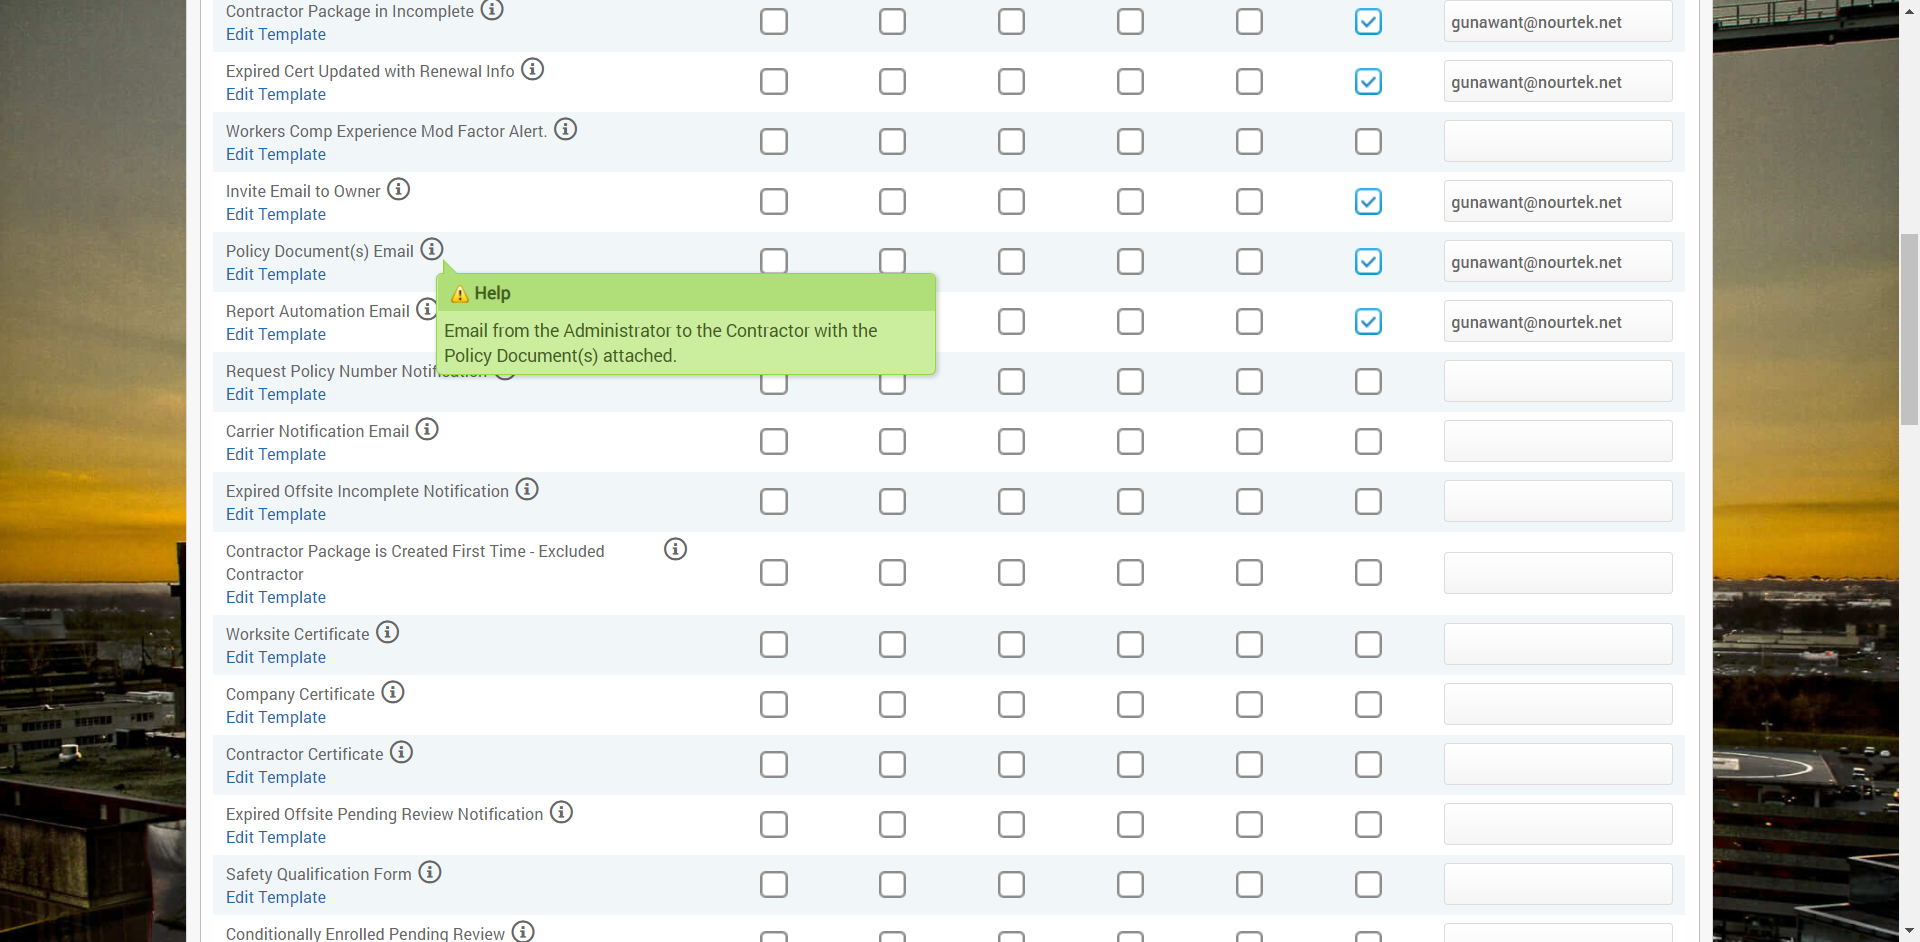 Contractor Package in Incomplete
Edit Template
gunawant@nourtek.net
Expired Cert Updated with Renewal Info
Edit Template
gunawant@nourtek.net
Workers Comp Experience Mod Factor Alert.
Edit Template
Invite Email to Owner
Edit Template
gunawant@nourtek.net
Policy Document(s) Email
Edit Template
gunawant@nourtek.net
Help
Email from the Administrator to the Contractor with the
Policy Document(s) attached.
Report Automation Email
Edit Template
gunawant@nourtek.net
Request Policy Number Notification
Edit Template
Carrier Notification Email
Edit Template
Expired Offsite Incomplete Notification
Edit Template
Contractor Package is Created First Time - Excluded
Contractor
Edit Template
Worksite Certificate
Edit Template
Company Certificate
Edit Template
Contractor Certificate
Edit Template
Expired Offsite Pending Review Notification
Edit Template
Safety Qualification Form
Edit Template
Conditionally Enrolled Pending Review